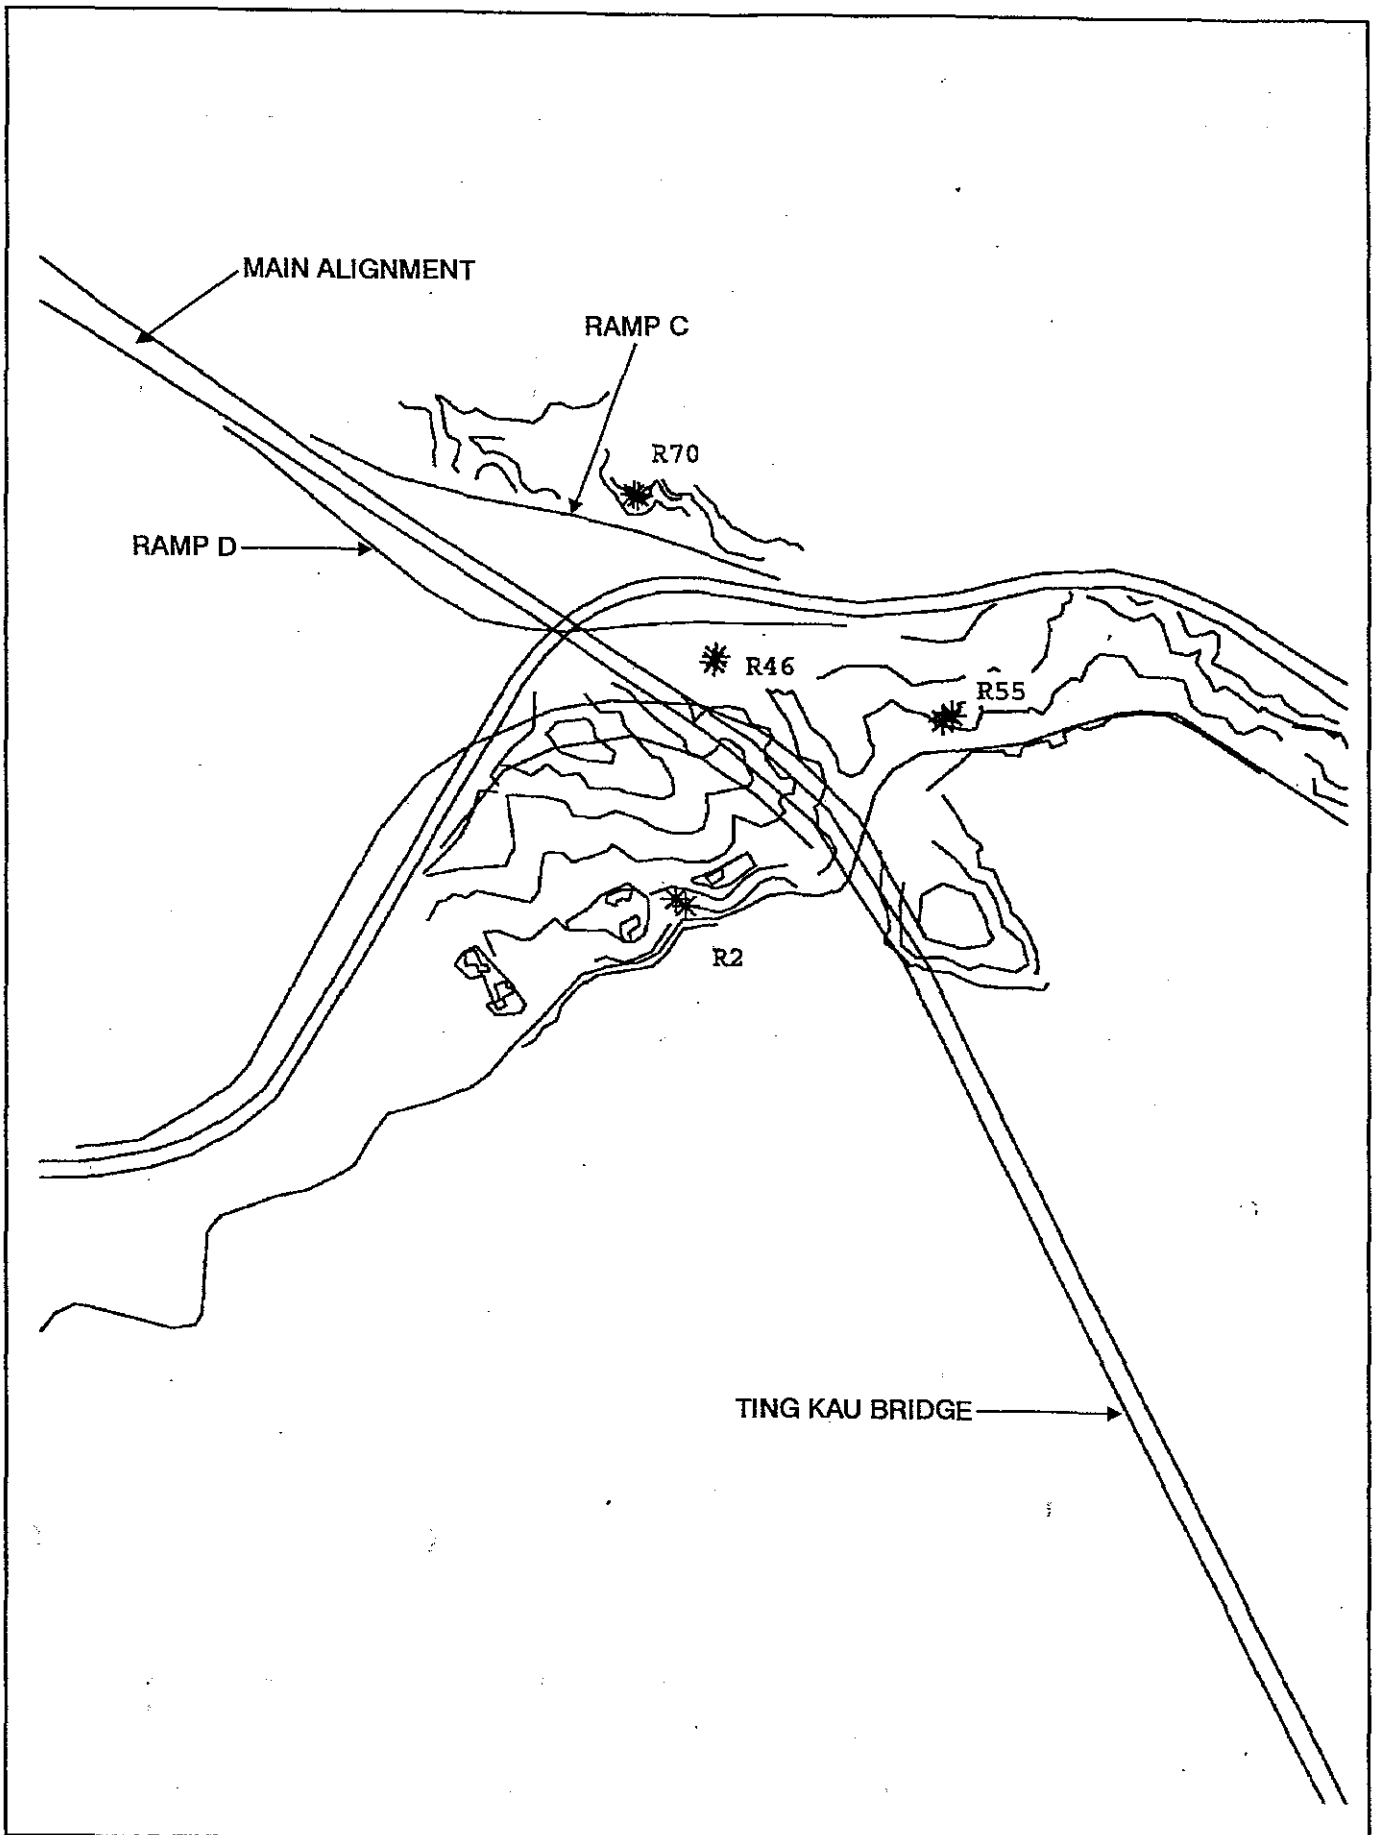 MAIN ALIGNMENT
RAMP C
R70
RAMP D
R46
R55
R2
TING KAU BRIDGE